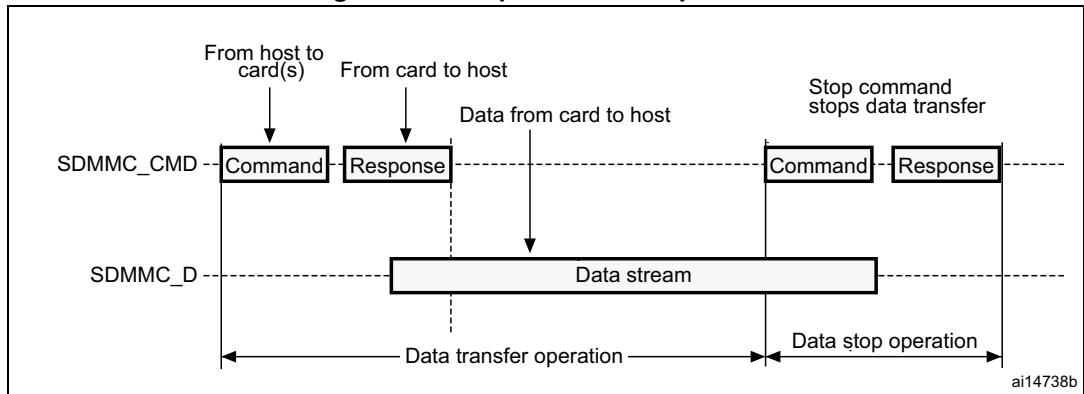 From host to
card(s)
From card to host
Stop command
stops data transfer
Data from card to host
SDMMC_CMD
Command
Response
Command
Response
SDMMC_D
Data stream
Data transfer operation
Data stop operation
ai14738b